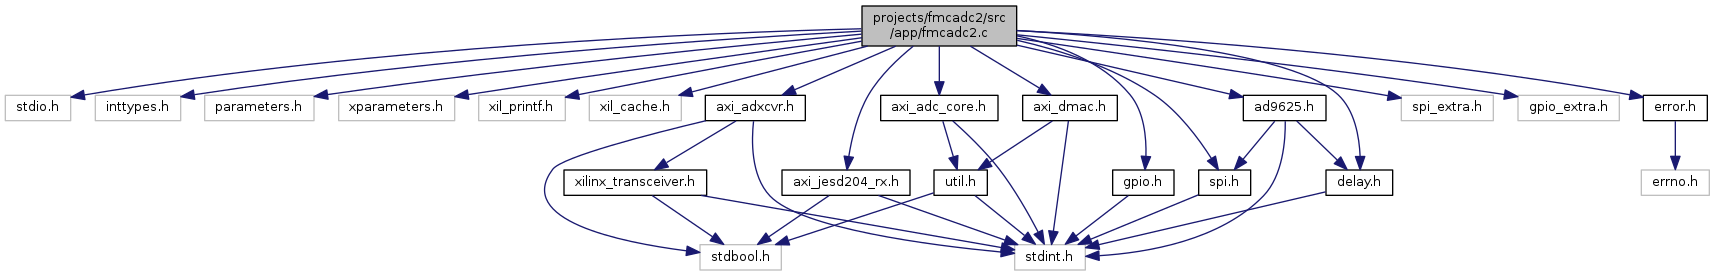 projects/fmcadc2/src
/app/fmcadc2.c
stdio.h
inttypes.h
parameters.h
xparameters.h
xil_printf.h
xil_cache.h
axi_adxcvr.h
axi_adc_core.h
axi_dmac.h
ad9625.h
spi_extra.h
gpio_extra.h
error.h
xilinx_transceiver.h
axi_jesd204_rx.h
util.h
gpio.h
spi.h
delay.h
errno.h
stdbool.h
stdint.h